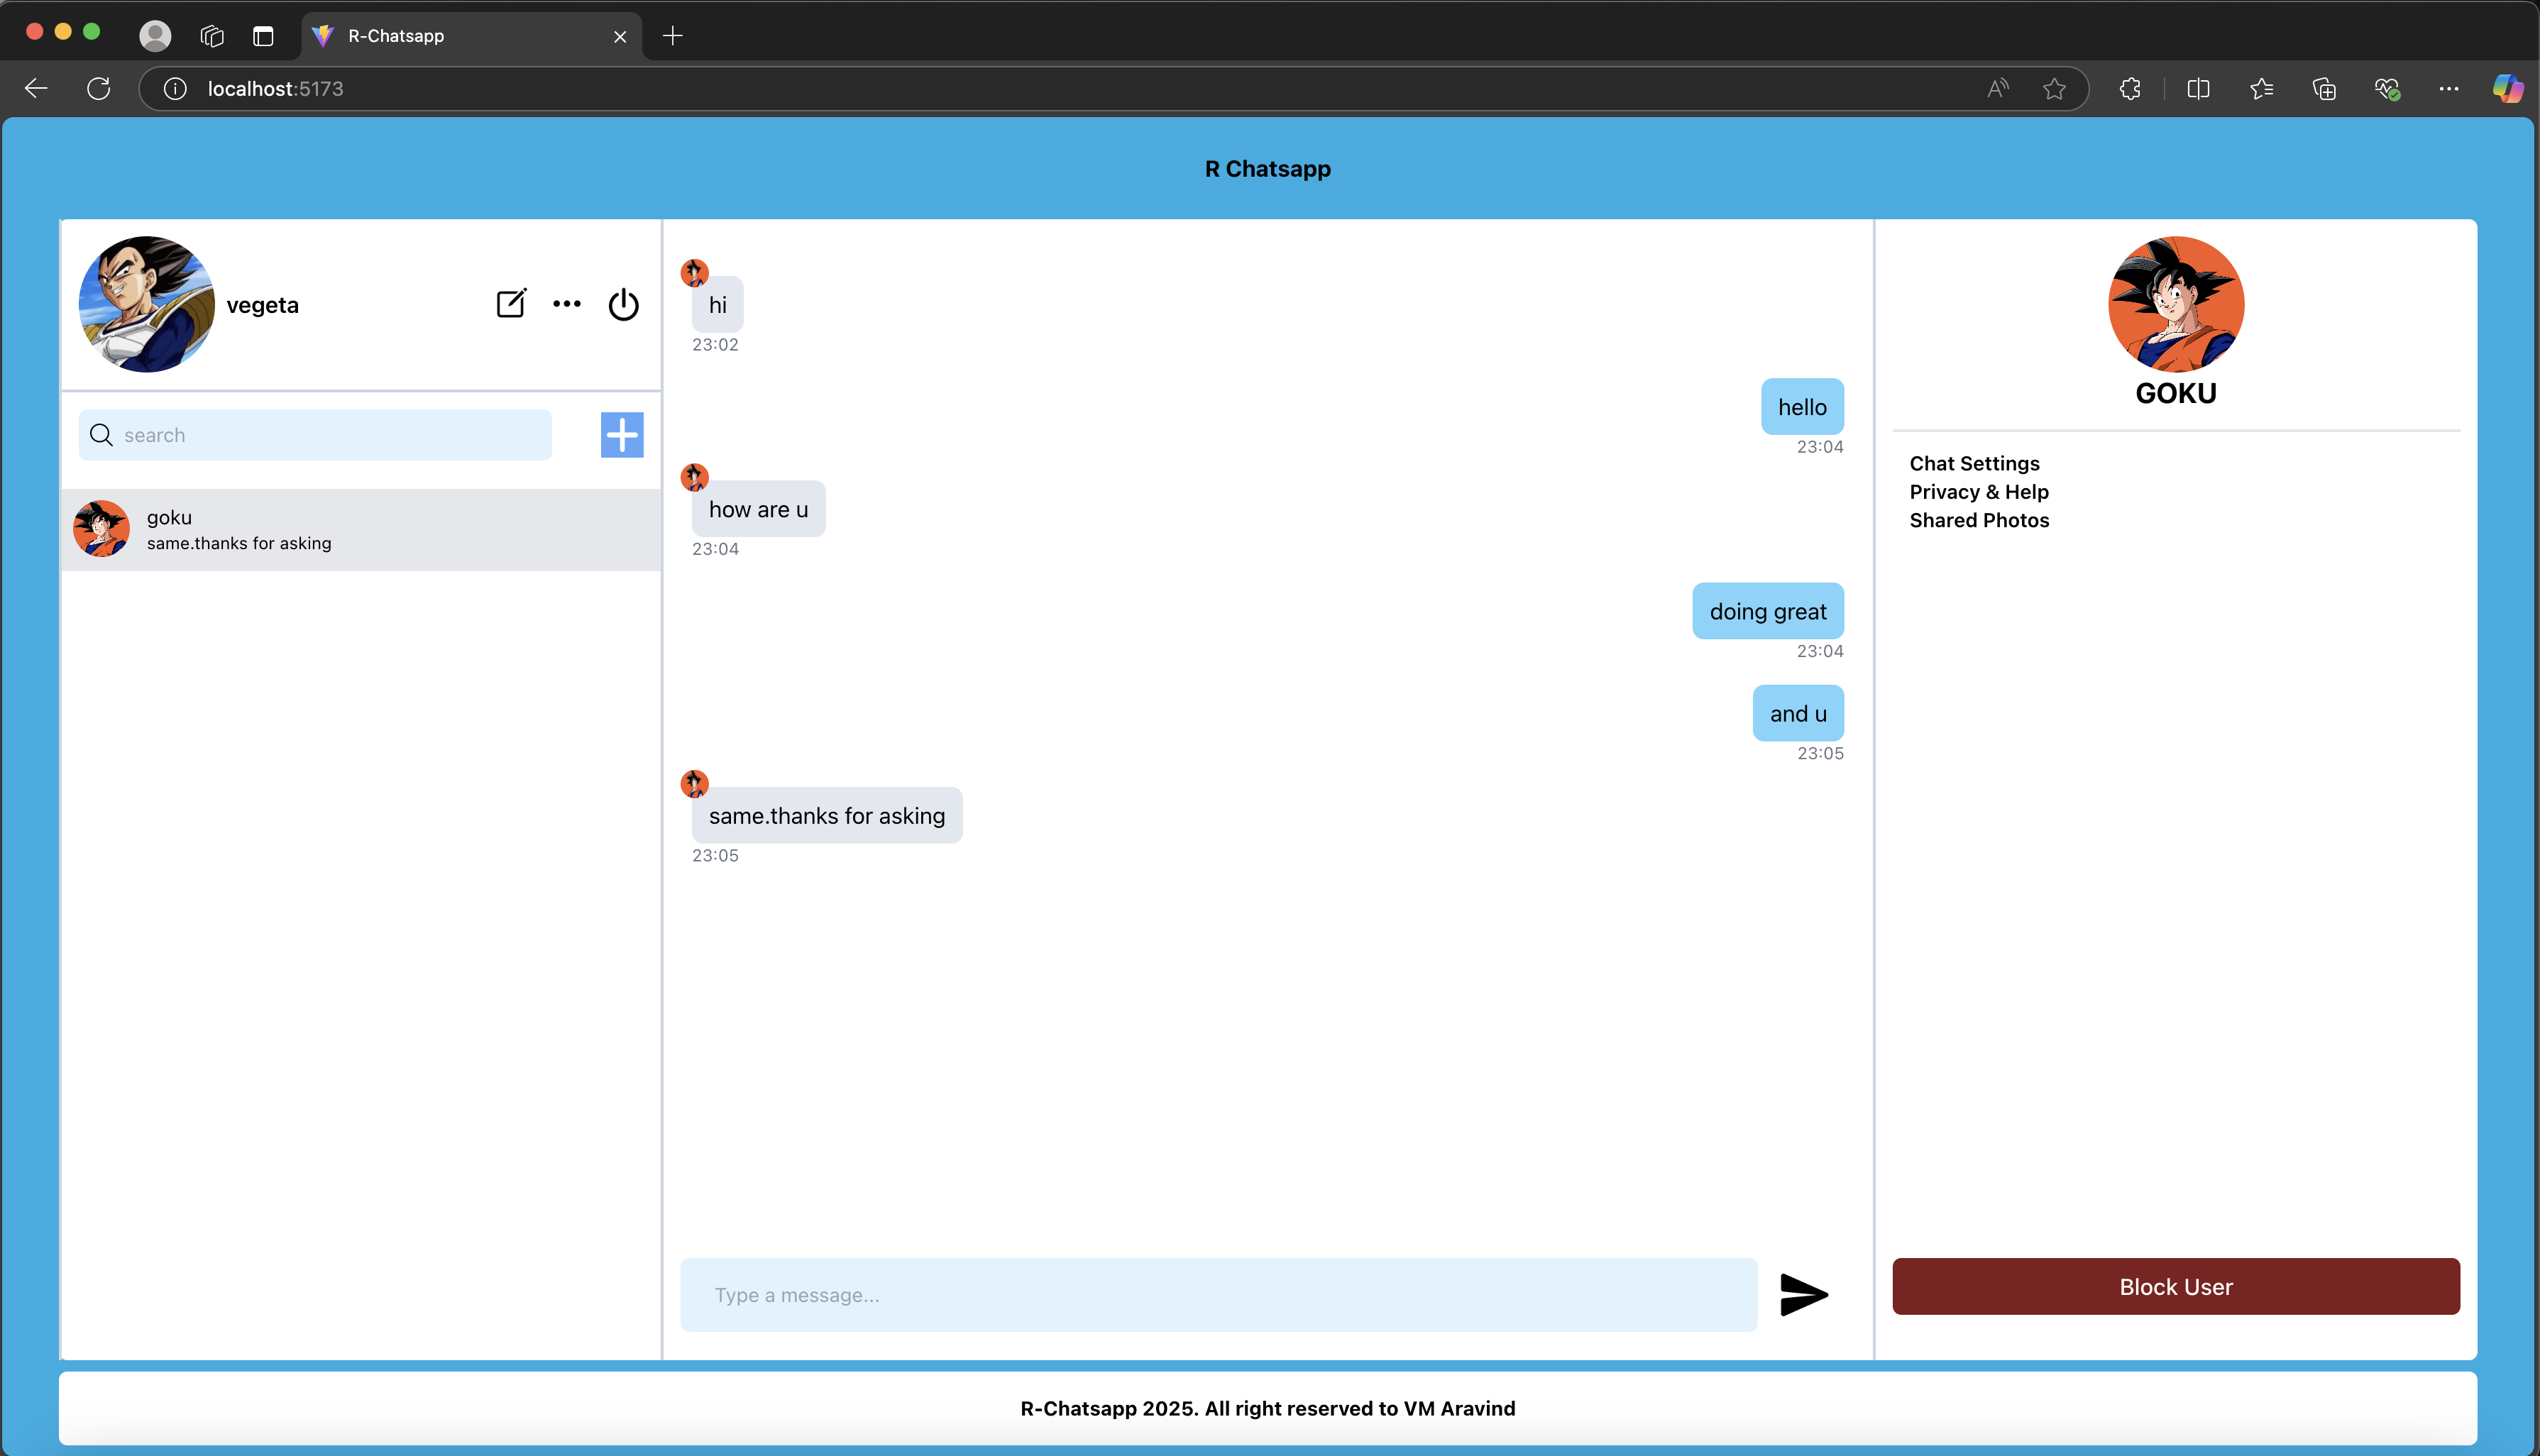 R-Chatsapp
localhost:5173
R Chatsapp
vegeta
search
goku
same.thanks for asking
hi
23:02
hello
23:04
how are u
23:04
doing great
23:04
and u
23:05
same.thanks for asking
23:05
Type a message...
GOKU
Chat Settings
Privacy & Help
Shared Photos
Block User
R-Chatsapp 2025. All right reserved to VM Aravind